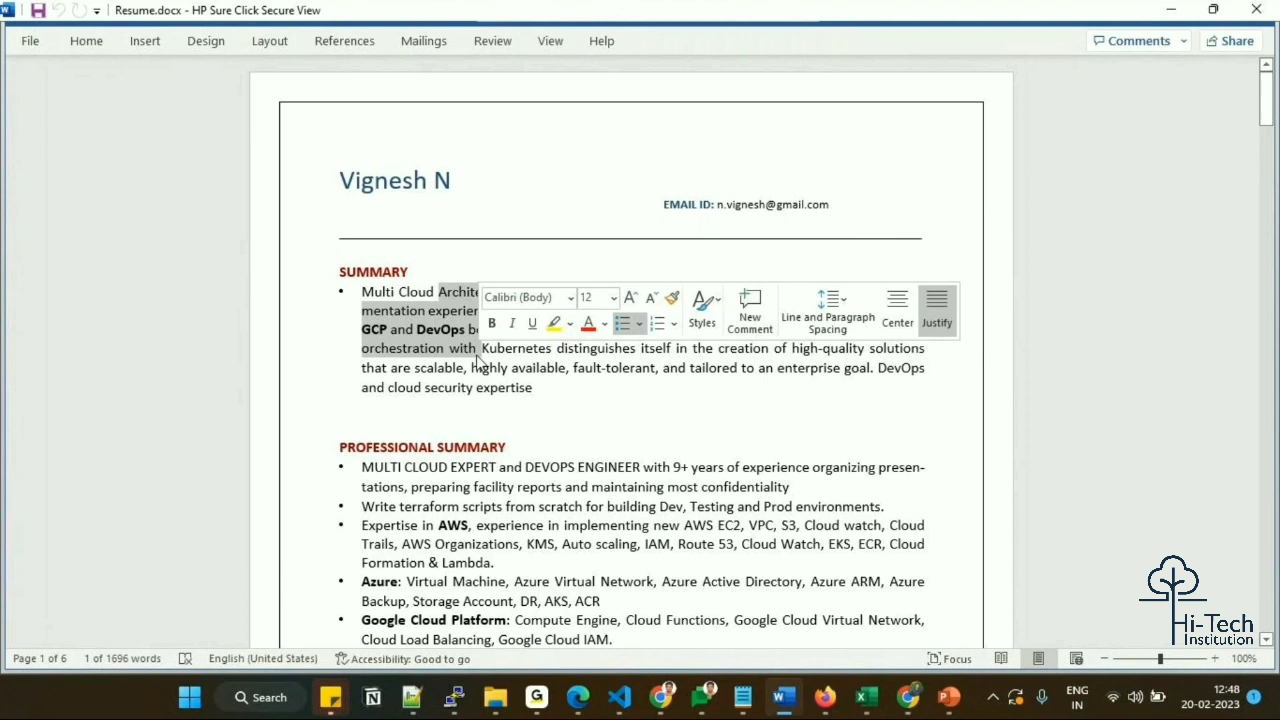 Resume.docx - HP Sure Click Secure View
File Home Insert Design Layout References Mailings Review View Help Comments Share
Vignesh N
EMAIL ID: n.vignesh@gmail.com
SUMMARY
• Multi Cloud
mentation
GCP and DevOps
orchestration with Kubernetes distinguishes itself in the creation of high-quality solutions
that are scalable, highly available, fault-tolerant, and tailored to an enterprise goal. DevOps
and cloud security expertise
Calibri (Body) 12
B I U A Styles New Comment Line and Paragraph Spacing Center Justify
PROFESSIONAL SUMMARY
• MULTI CLOUD EXPERT and DEVOPS ENGINEER with 9+ years of experience organizing presen-
tations, preparing facility reports and maintaining most confidentiality
• Write terraform scripts from scratch for building Dev, Testing and Prod environments.
• Expertise in AWS, experience in implementing new AWS EC2, VPC, S3, Cloud watch, Cloud
Trails, AWS Organizations, KMS, Auto scaling, IAM, Route 53, Cloud Watch, EKS, ECR, Cloud
Formation & Lambda.
• Azure: Virtual Machine, Azure Virtual Network, Azure Active Directory, Azure ARM, Azure
Backup, Storage Account, DR, AKS, ACR
• Google Cloud Platform: Compute Engine, Cloud Functions, Google Cloud Virtual Network,
Cloud Load Balancing, Google Cloud IAM.
Hi-Tech
Institution
Page 1 of 6 1 of 1696 words English (United States) Accessibility: Good to go Focus 100%
Search
ENG
IN
12:48
20-02-2023
1